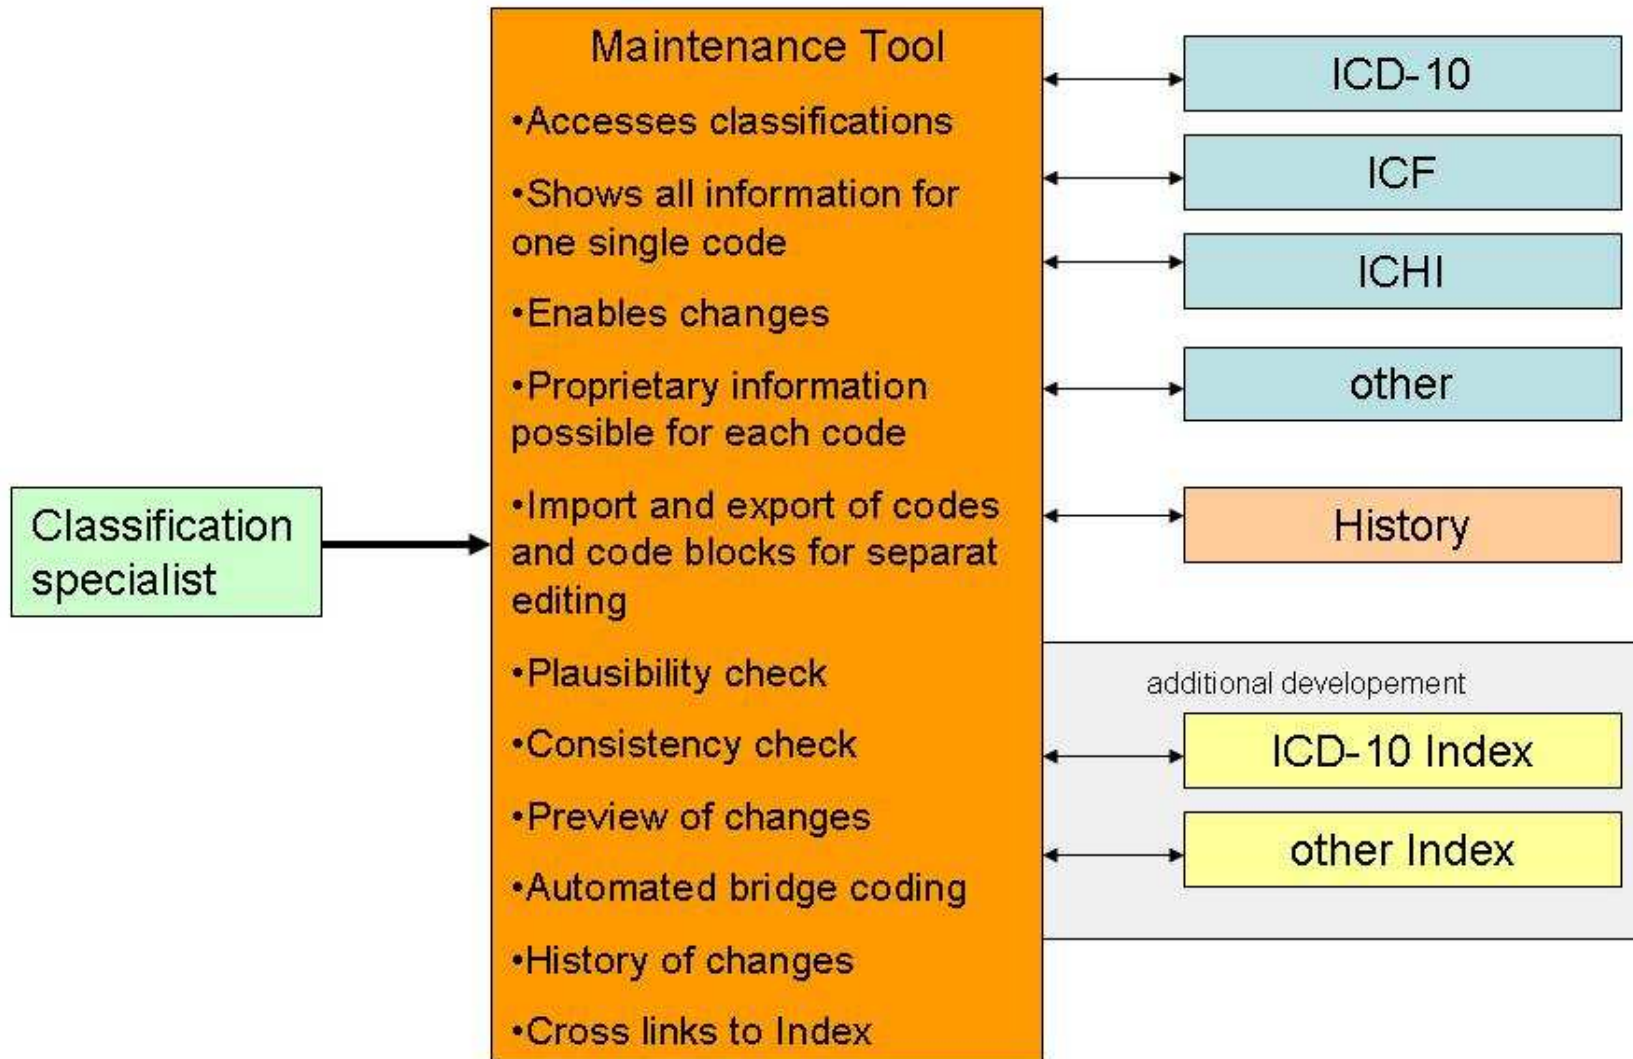 Maintenance Tool
•Accesses classifications
•Shows all information for
one single code
•Enables changes
•Proprietary information
possible for each code
•Import and export of codes
and code blocks for separat
editing
•Plausibility check
•Consistency check
•Preview of changes
•Automated bridge coding
•History of changes
•Cross links to Index
Classification
specialist
ICD-10
ICF
ICHI
other
History
additional developement
ICD-10 Index
other Index